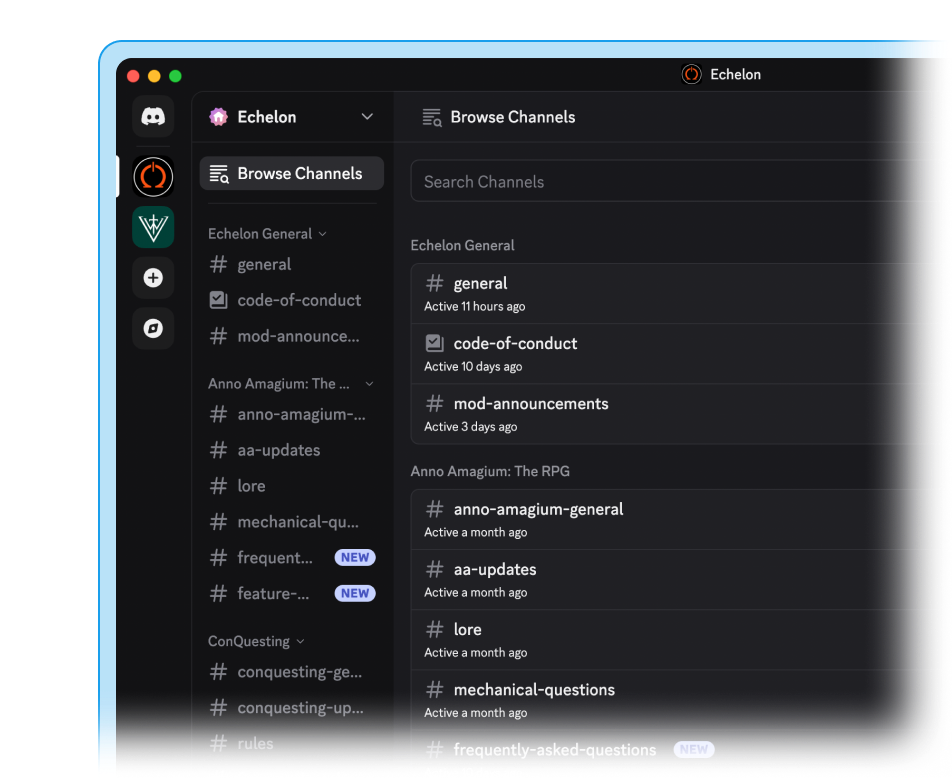 Echelon
Echelon
Browse Channels
Echelon General
general
code-of-conduct
mod-announce...
Anno Amagium: The ...
anno-amagium-...
aa-updates
lore
mechanical-qu...
frequent... NEW
feature-... NEW
ConQuesting
conquesting-ge...
conquesting-up...
rules
Browse Channels
Search Channels
Echelon General
general
Active 11 hours ago
code-of-conduct
Active 10 days ago
mod-announcements
Active 3 days ago
Anno Amagium: The RPG
anno-amagium-general
Active a month ago
aa-updates
Active a month ago
lore
Active a month ago
mechanical-questions
Active a month ago
frequently-asked-questions NEW